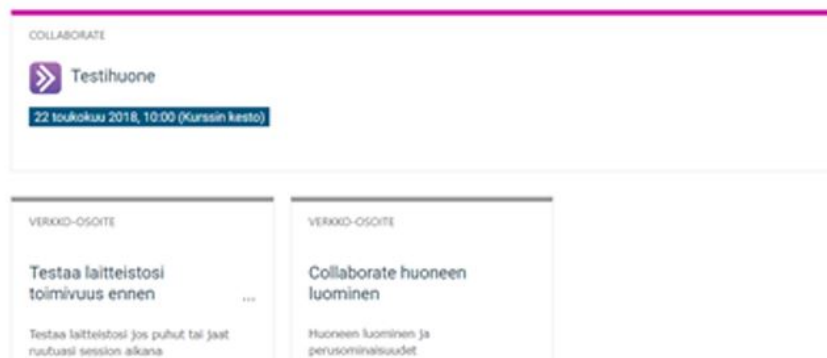 COLLABORATE
Testihuone
22 toukokuu 2018, 10:00 (Kurssin kesto)
VERKKO-OSOITE
Testaa laitteistosi
toimivuus ennen
...
Testaa laitteistosi jos puhut tai jaat
ruutuasi session aikana
VERKKO-OSOITE
Collaborate huoneen
luominen
Huoneen luominen ja
perusominaisuudet